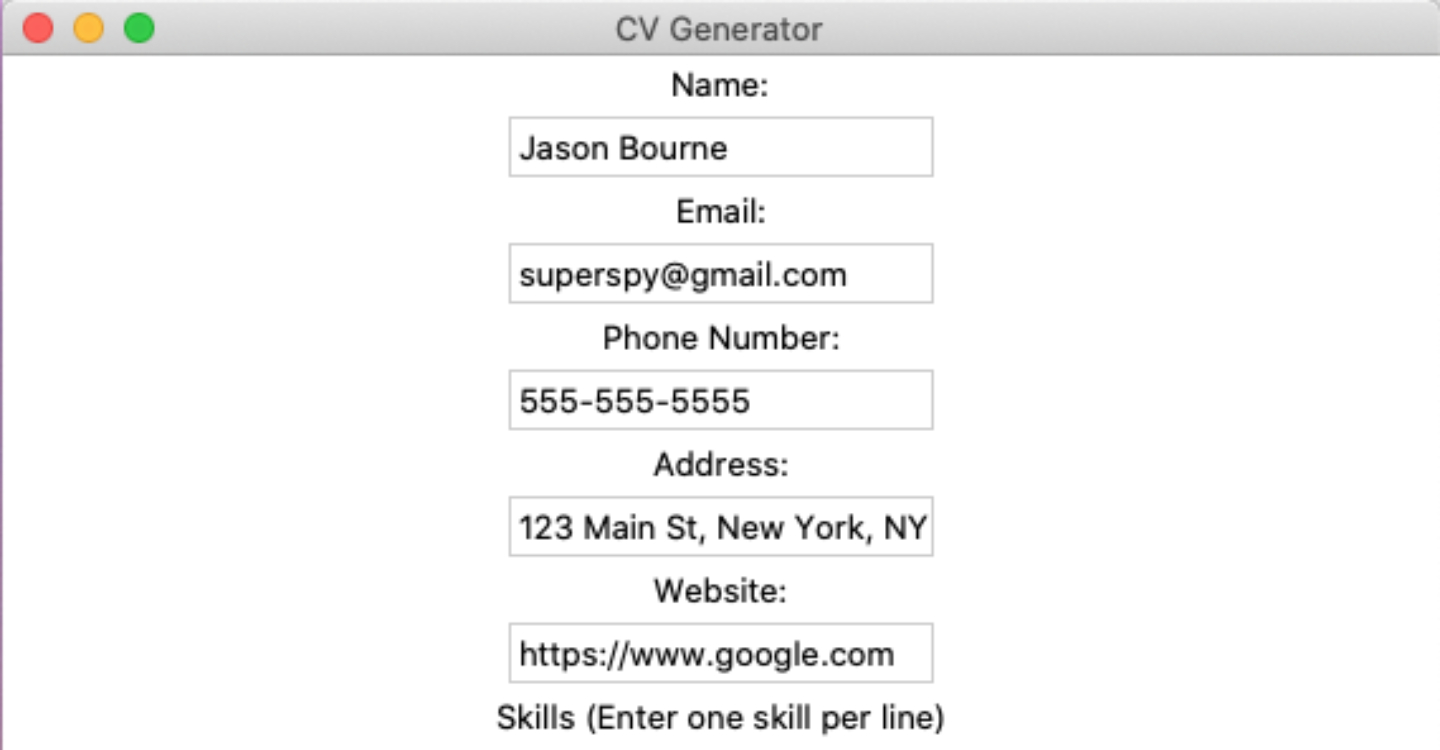 CV Generator
Name:
Jason Bourne
Email:
superspy@gmail.com
Phone Number:
555-555-5555
Address:
123 Main St, New York, NY
Website:
https://www.google.com
Skills (Enter one skill per line)